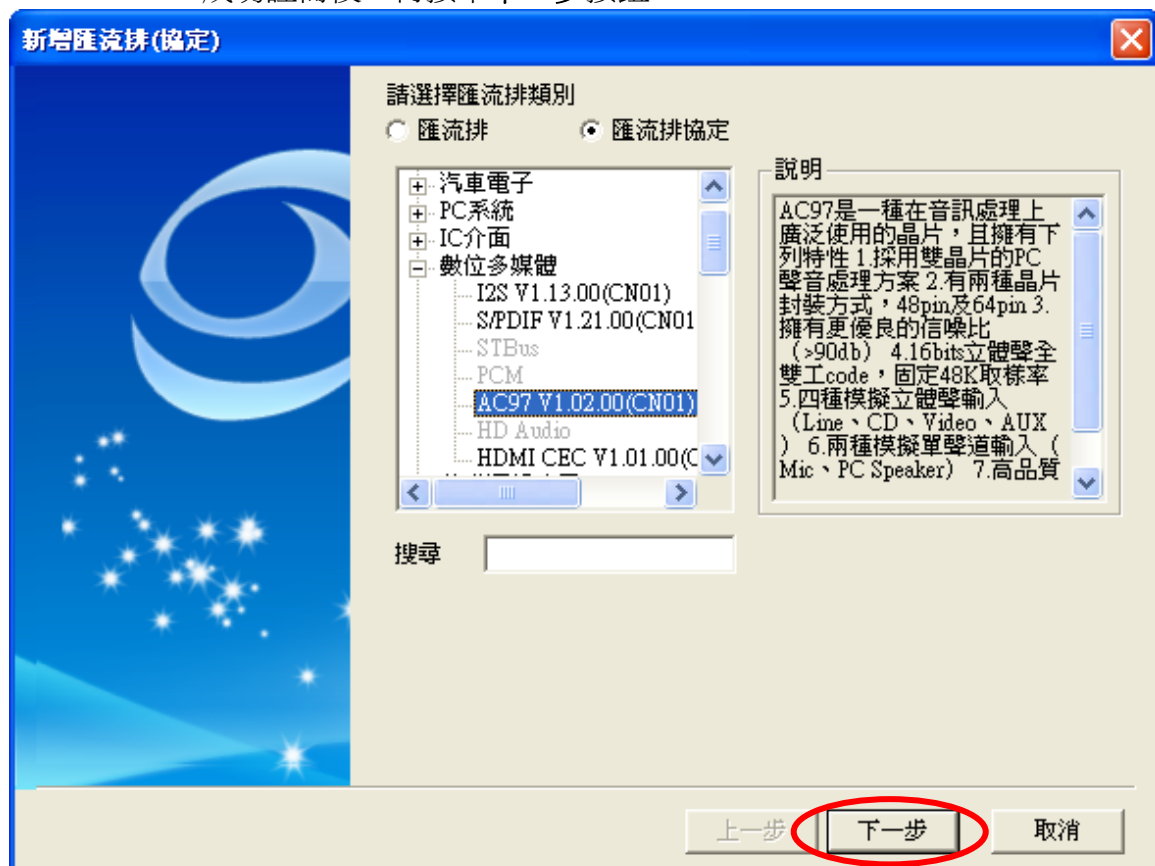 新增匯流排(協定)
請選擇匯流排類別
匯流排
匯流排協定
汽車電子
PC系統
IC介面
數位多媒體
I2S V1.13.00(CN01)
S/PDIF V1.21.00(CN01
STBus
PCM
AC97 V1.02.00(CN01)
HD Audio
HDMI CEC V1.01.00(C
說明
AC97是一種在音訊處理上
廣泛使用的晶片，且擁有下
列特性 1.採用雙晶片的PC
聲音處理方案 2.有兩種晶片
封裝方式，48pin及64pin 3.
擁有更優良的信噪比
（>90db） 4.16bits立體聲全
雙工code，固定48K取樣率
5.四種模擬立體聲輸入
（Line、CD、Video、AUX
） 6.兩種模擬單聲道輸入（
Mic、PC Speaker） 7.高品質
搜尋
上一步
下一步
取消